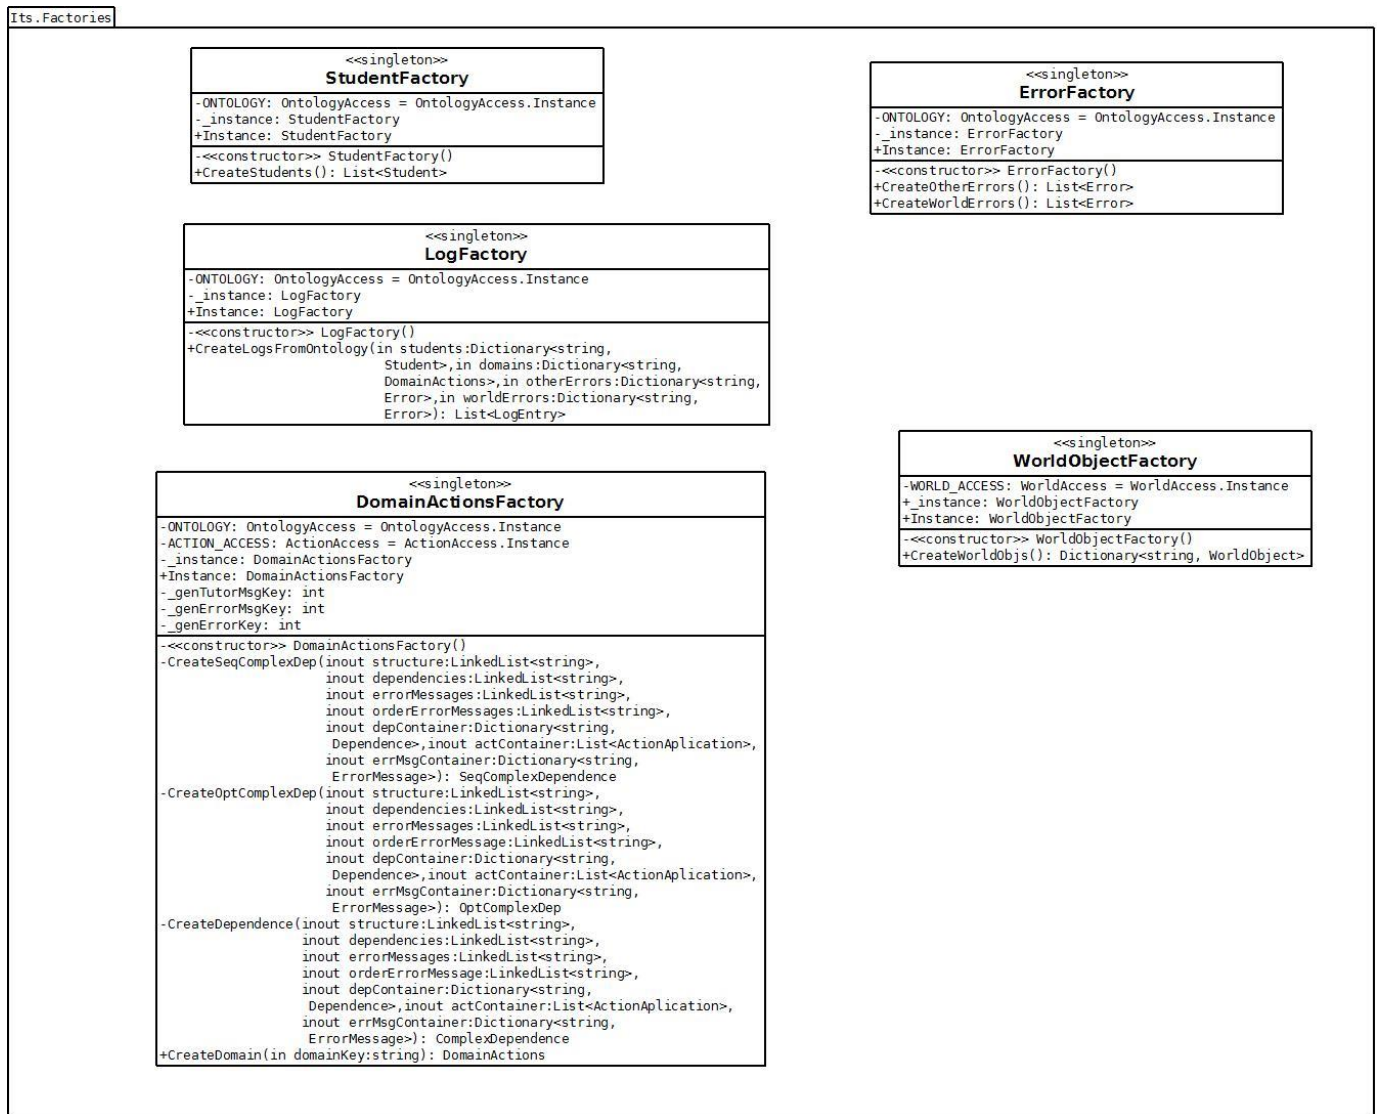 Its.Factories
<<singleton>>
StudentFactory
-ONTOLOGY: OntologyAccess = OntologyAccess.Instance
-_instance: StudentFactory
+Instance: StudentFactory
-<<constructor>> StudentFactory()
+CreateStudents(): List<Student>
<<singleton>>
ErrorFactory
-ONTOLOGY: OntologyAccess = OntologyAccess.Instance
-_instance: ErrorFactory
+Instance: ErrorFactory
-<<constructor>> ErrorFactory()
+CreateOtherErrors(): List<Error>
+CreateWorldErrors(): List<Error>
<<singleton>>
LogFactory
-ONTOLOGY: OntologyAccess = OntologyAccess.Instance
-_instance: LogFactory
+Instance: LogFactory
-<<constructor>> LogFactory()
+CreateLogsFromOntology(in students:Dictionary<string,
Student>,in domains:Dictionary<string,
DomainActions>,in otherErrors:Dictionary<string,
Error>,in worldErrors:Dictionary<string,
Error>): List<LogEntry>
<<singleton>>
WorldObjectFactory
-WORLD_ACCESS: WorldAccess = WorldAccess.Instance
+_instance: WorldObjectFactory
+Instance: WorldObjectFactory
-<<constructor>> WorldObjectFactory()
+CreateWorldObjs(): Dictionary<string, WorldObject>
<<singleton>>
DomainActionsFactory
-ONTOLOGY: OntologyAccess = OntologyAccess.Instance
-ACTION_ACCESS: ActionAccess = ActionAccess.Instance
-_instance: DomainActionsFactory
+Instance: DomainActionsFactory
-_genTutorMsgKey: int
-_genErrorMsgKey: int
-_genErrorKey: int
-<<constructor>> DomainActionsFactory()
-CreateSeqComplexDep(inout structure:LinkedList<string>,
inout dependencies:LinkedList<string>,
inout errorMessages:LinkedList<string>,
inout orderErrorMessages:LinkedList<string>,
inout depContainer:Dictionary<string,
Dependence>,inout actContainer:List<ActionAplication>,
inout errMsgContainer:Dictionary<string,
ErrorMessage>): SeqComplexDependence
-CreateOptComplexDep(inout structure:LinkedList<string>,
inout dependencies:LinkedList<string>,
inout errorMessages:LinkedList<string>,
inout orderErrorMessage:LinkedList<string>,
inout depContainer:Dictionary<string,
Dependence>,inout actContainer:List<ActionAplication>,
inout errMsgContainer:Dictionary<string,
ErrorMessage>): OptComplexDep
-CreateDependence(inout structure:LinkedList<string>,
inout dependencies:LinkedList<string>,
inout errorMessages:LinkedList<string>,
inout orderErrorMessage:LinkedList<string>,
inout depContainer:Dictionary<string,
Dependence>,inout actContainer:List<ActionAplication>,
inout errMsgContainer:Dictionary<string,
ErrorMessage>): ComplexDependence
+CreateDomain(in domainKey:string): DomainActions